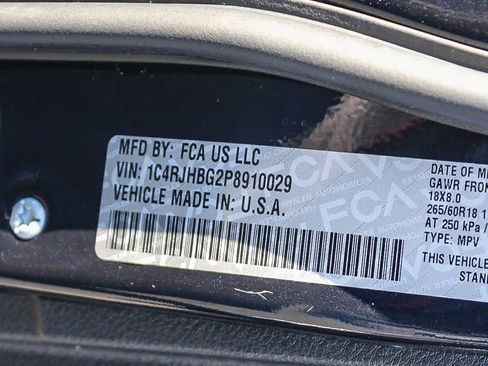 MFD BY: FCA US LLC
VIN: 1C4RJHBG2P8910029
VEHICLE MADE IN: U.S.A.
DATE OF M
GAWR FRON
18X8.0
265/60R18 1
AT 250 kPa /
TYPE: MPV
THIS VEHICLE
STAN